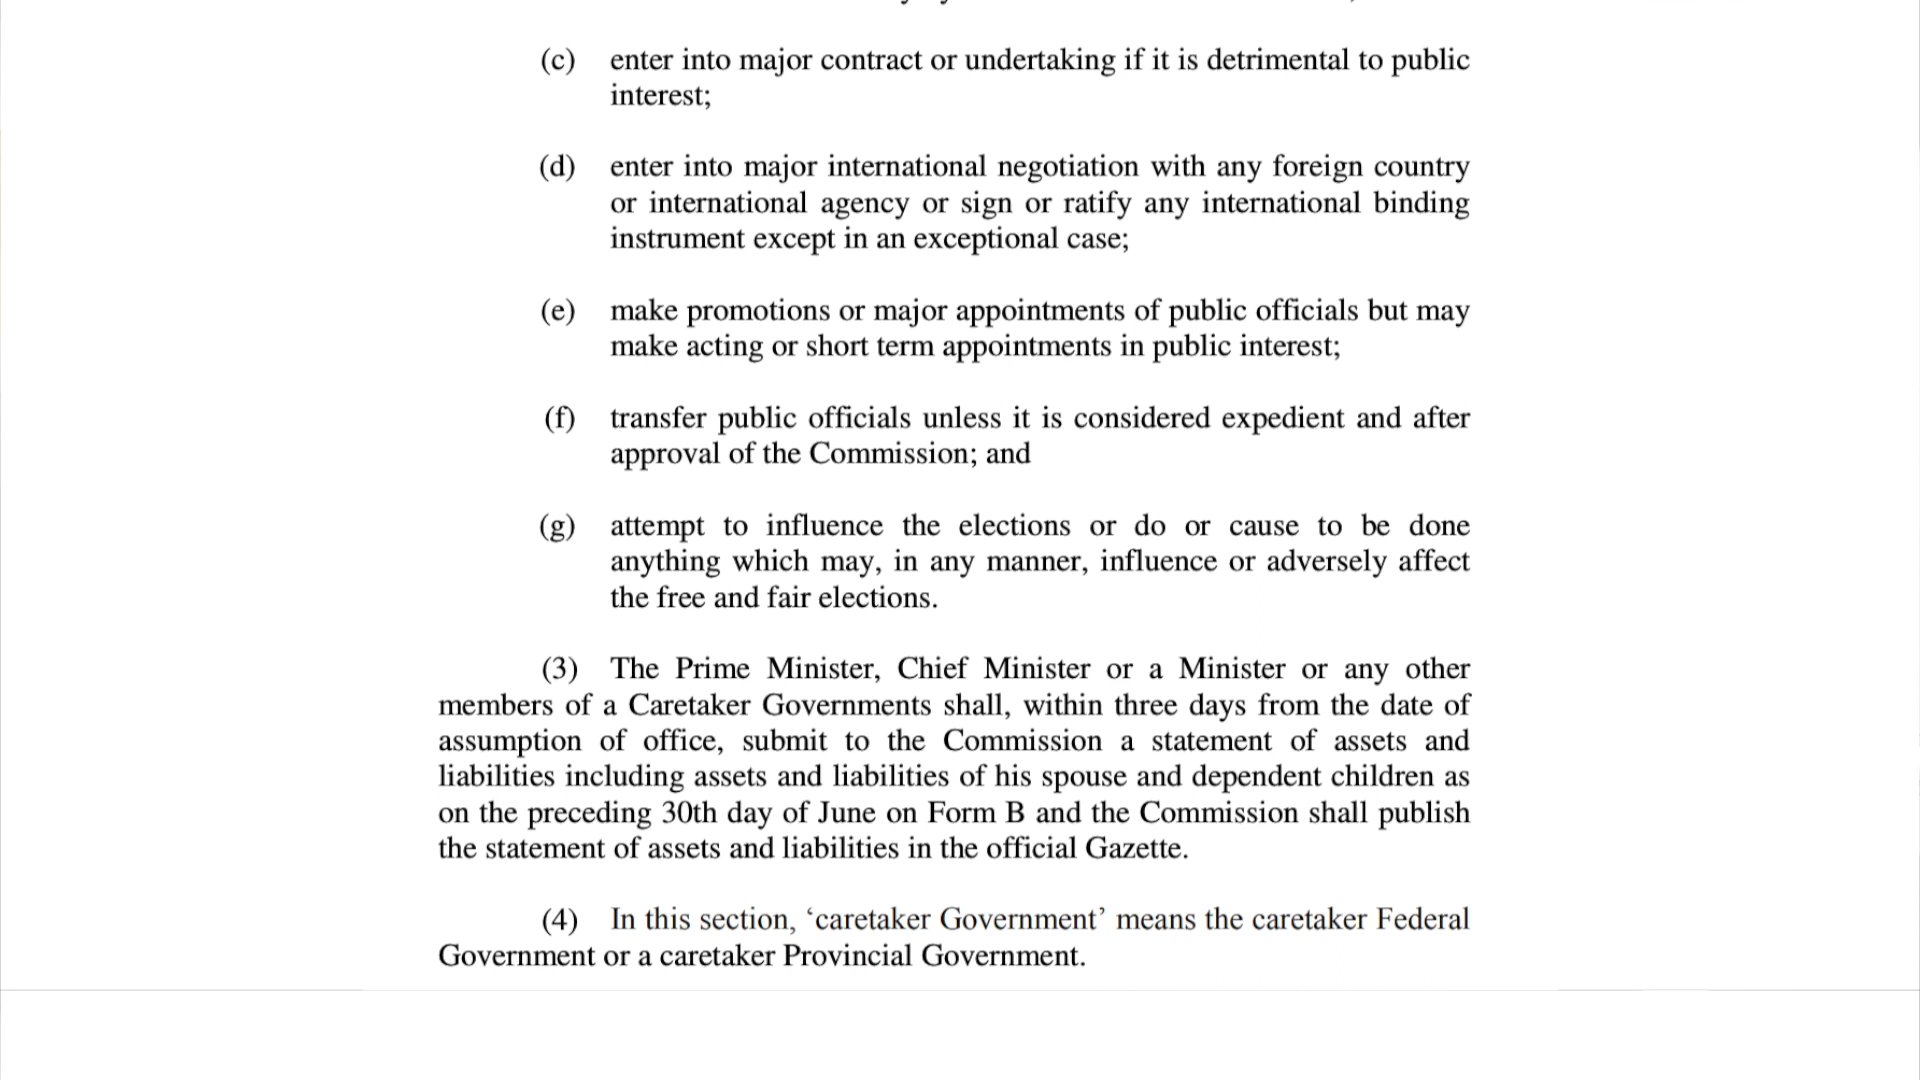 (c) enter into major contract or undertaking if it is detrimental to public
interest;
(d) enter into major international negotiation with any foreign country
or international agency or sign or ratify any international binding
instrument except in an exceptional case;
(e) make promotions or major appointments of public officials but may
make acting or short term appointments in public interest;
(f) transfer public officials unless it is considered expedient and after
approval of the Commission; and
(g) attempt to influence the elections or do or cause to be done
anything which may, in any manner, influence or adversely affect
the free and fair elections.
(3) The Prime Minister, Chief Minister or a Minister or any other
members of a Caretaker Governments shall, within three days from the date of
assumption of office, submit to the Commission a statement of assets and
liabilities including assets and liabilities of his spouse and dependent children as
on the preceding 30th day of June on Form B and the Commission shall publish
the statement of assets and liabilities in the official Gazette.
(4) In this section, ‘caretaker Government’ means the caretaker Federal
Government or a caretaker Provincial Government.